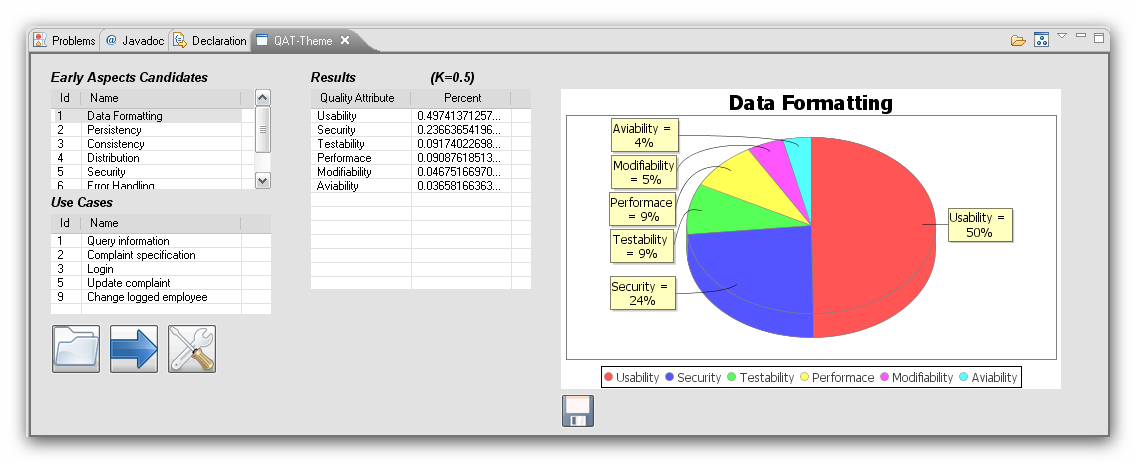 Problems @ Javadoc Declaration QAT-Theme
Early Aspects Candidates
Id Name
1 Data Formatting
2 Persistency
3 Consistency
4 Distribution
5 Security
6 Error Handling
Use Cases
Id Name
1 Query information
2 Complaint specification
3 Login
5 Update complaint
9 Change logged employee
Results (K=0.5)
Quality Attribute Percent
Usability 0.49741371257...
Security 0.23663654196...
Testability 0.09174022698...
Performace 0.09087618513...
Modifiability 0.04675166970...
Aviability 0.03658166363...
Data Formatting
Aviability =
4%
Modifiability
= 5%
Performace
= 9%
Testability
= 9%
Security =
24%
Usability =
50%
Usability Security Testability Performace Modifiability Aviability